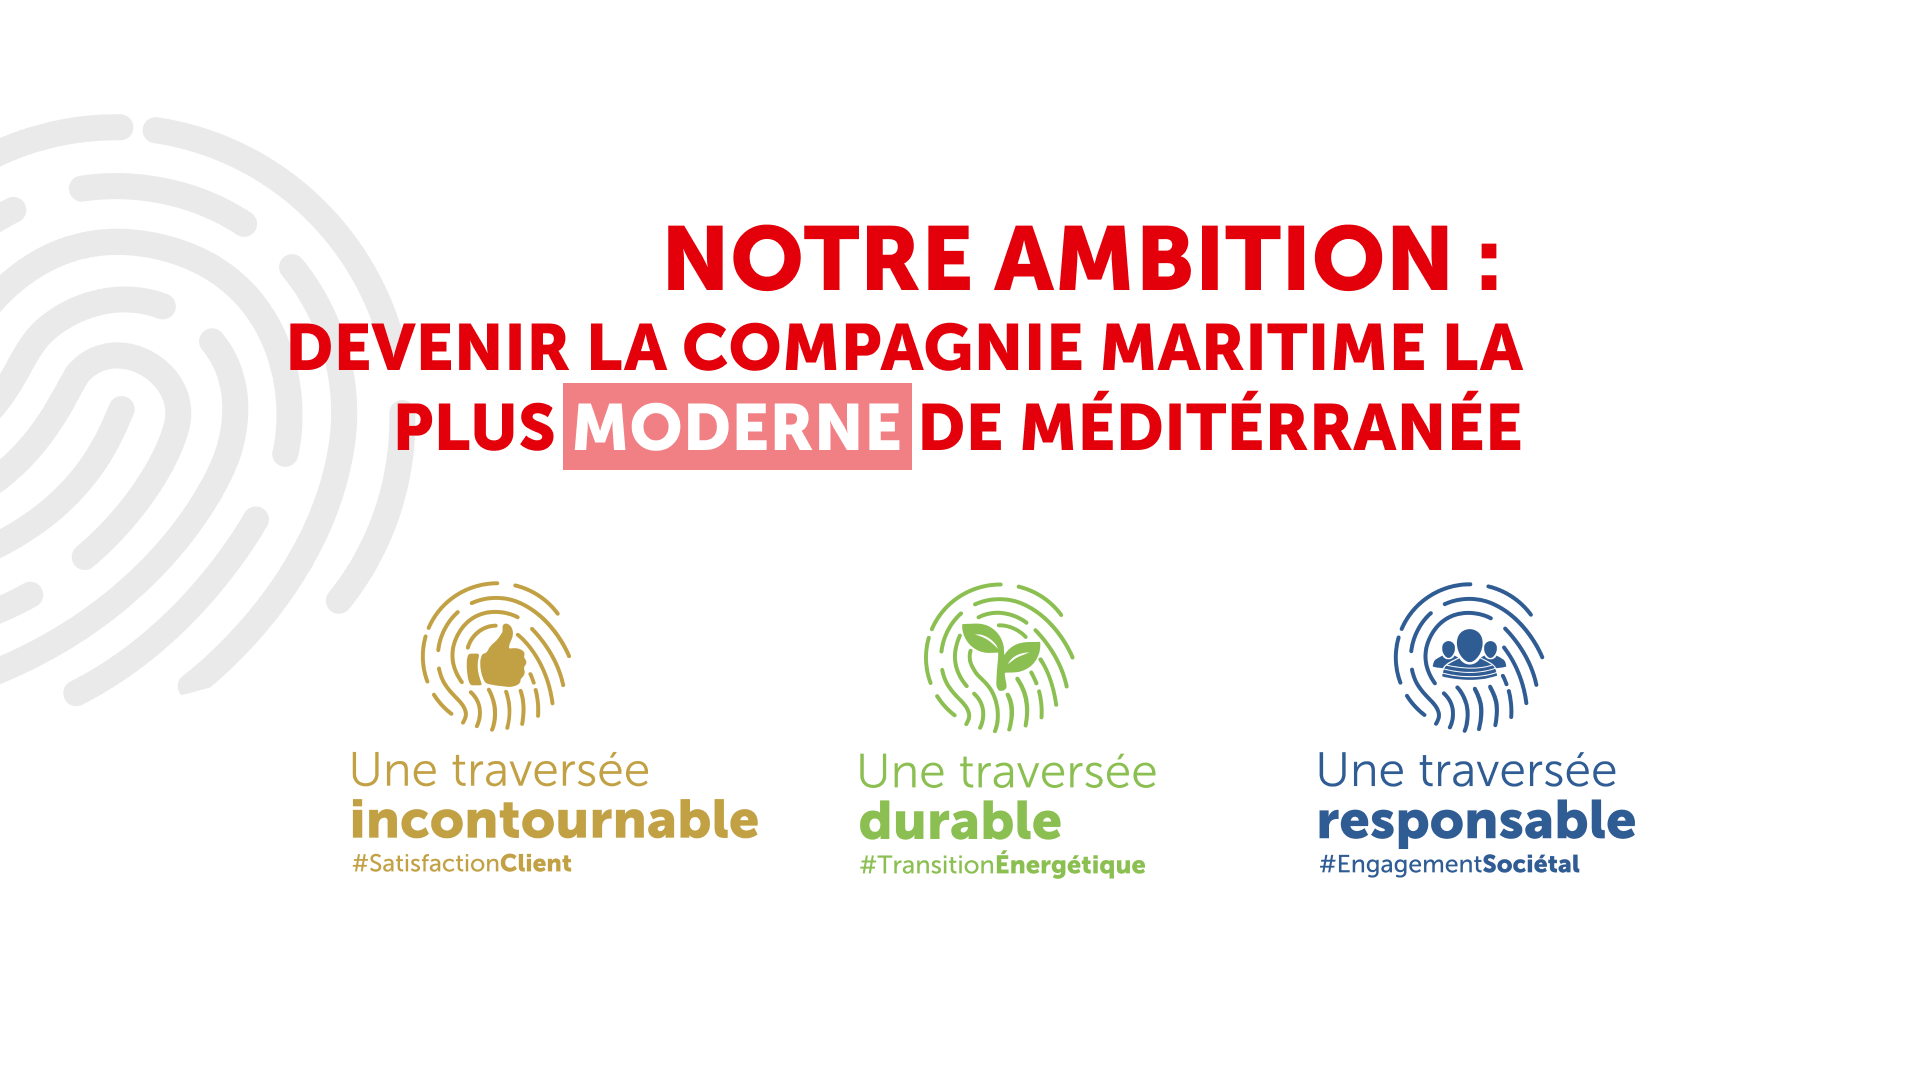 NOTRE AMBITION :
DEVENIR LA COMPAGNIE MARITIME LA
PLUS MODERNE DE MÉDITÉRRANÉE
Une traversée
incontournable
#SatisfactionClient
Une traversée
durable
#TransitionÉnergétique
Une traversée
responsable
#EngagementSociétal